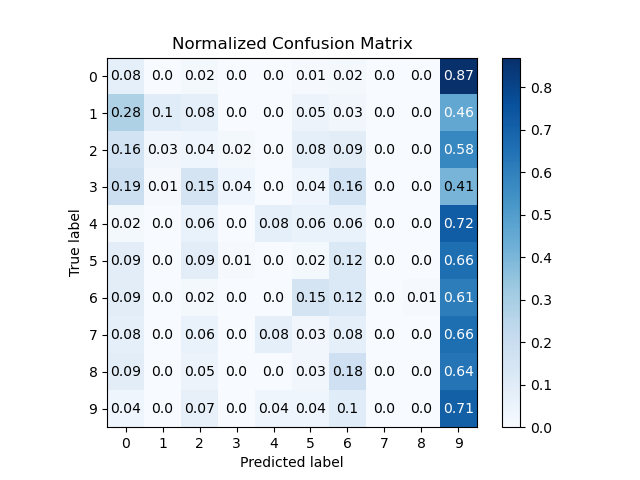 Normalized Confusion Matrix
True label
0 0.08 0.0 0.02 0.0 0.0 0.01 0.02 0.0 0.0 0.87
1 0.28 0.1 0.08 0.0 0.0 0.05 0.03 0.0 0.0 0.46
2 0.16 0.03 0.04 0.02 0.0 0.08 0.09 0.0 0.0 0.58
3 0.19 0.01 0.15 0.04 0.0 0.04 0.16 0.0 0.0 0.41
4 0.02 0.0 0.06 0.0 0.08 0.06 0.06 0.0 0.0 0.72
5 0.09 0.0 0.09 0.01 0.0 0.02 0.12 0.0 0.0 0.66
6 0.09 0.0 0.02 0.0 0.0 0.15 0.12 0.0 0.01 0.61
7 0.08 0.0 0.06 0.0 0.08 0.03 0.08 0.0 0.0 0.66
8 0.09 0.0 0.05 0.0 0.0 0.03 0.18 0.0 0.0 0.64
9 0.04 0.0 0.07 0.0 0.04 0.04 0.1 0.0 0.0 0.71
0 1 2 3 4 5 6 7 8 9
Predicted label
0.8
0.7
0.6
0.5
0.4
0.3
0.2
0.1
0.0